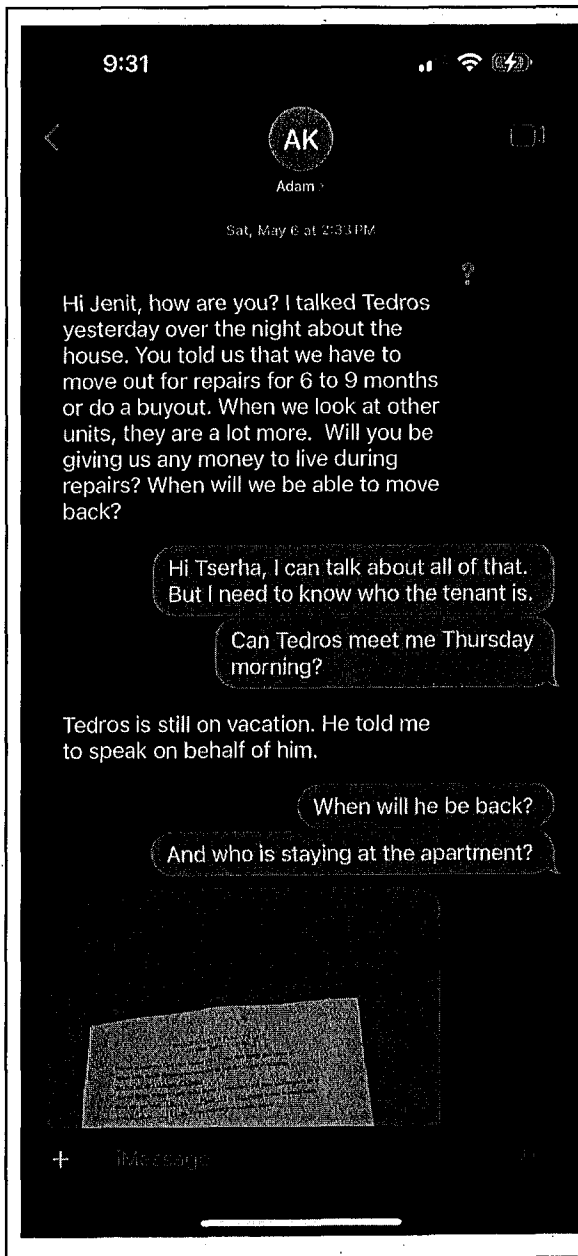 9:31
AK
Adam
Sat, May 6 at 2:33 PM
?
Hi Jenit, how are you? I talked Tedros
yesterday over the night about the
house. You told us that we have to
move out for repairs for 6 to 9 months
or do a buyout. When we look at other
units, they are a lot more. Will you be
giving us any money to live during
repairs? When will we be able to move
back?
Hi Tserha, I can talk about all of that.
But I need to know who the tenant is.
Can Tedros meet me Thursday
morning?
Tedros is still on vacation. He told me
to speak on behalf of him.
When will he be back?
And who is staying at the apartment?
+ iMessage